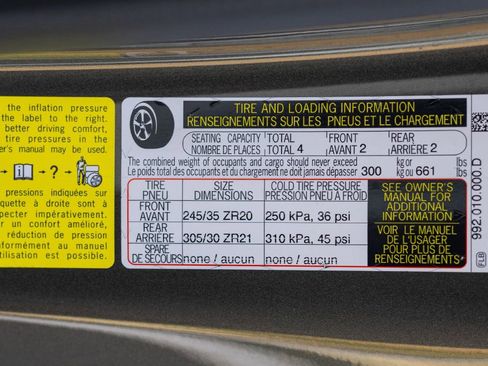 the inflation pressure
the label to the right.
better driving comfort,
tire pressures in the
er's manual may be used.
→ i → ? →
pressions indiquées sur
quette à droite sont à
pecter impérativement.
ur un confort amélioré,
réduction de pression
nformément au manuel
utilisation est possible.
TIRE AND LOADING INFORMATION
RENSEIGNEMENTS SUR LES PNEUS ET LE CHARGEMENT
SEATING CAPACITY TOTAL FRONT REAR
NOMBRE DE PLACES TOTAL 4 AVANT 2 ARRIÈRE 2
The combined weight of occupants and cargo should never exceed kg or lbs
Le poids total des occupants et du chargement ne doit jamais dépasser 300 kg ou 661 lbs
TIRE SIZE COLD TIRE PRESSURE
PNEU DIMENSIONS PRESSION PNEU A FROID
FRONT
AVANT 245/35 ZR20 250 kPa, 36 psi
REAR
ARRIÈRE 305/30 ZR21 310 kPa, 45 psi
SPARE
DE SECOURS none / aucun none / aucun
SEE OWNER'S
MANUAL FOR
ADDITIONAL
INFORMATION
VOIR LE MANUEL
DE L'USAGER
POUR PLUS DE
RENSEIGNEMENTS
992.010.000.D
FLB